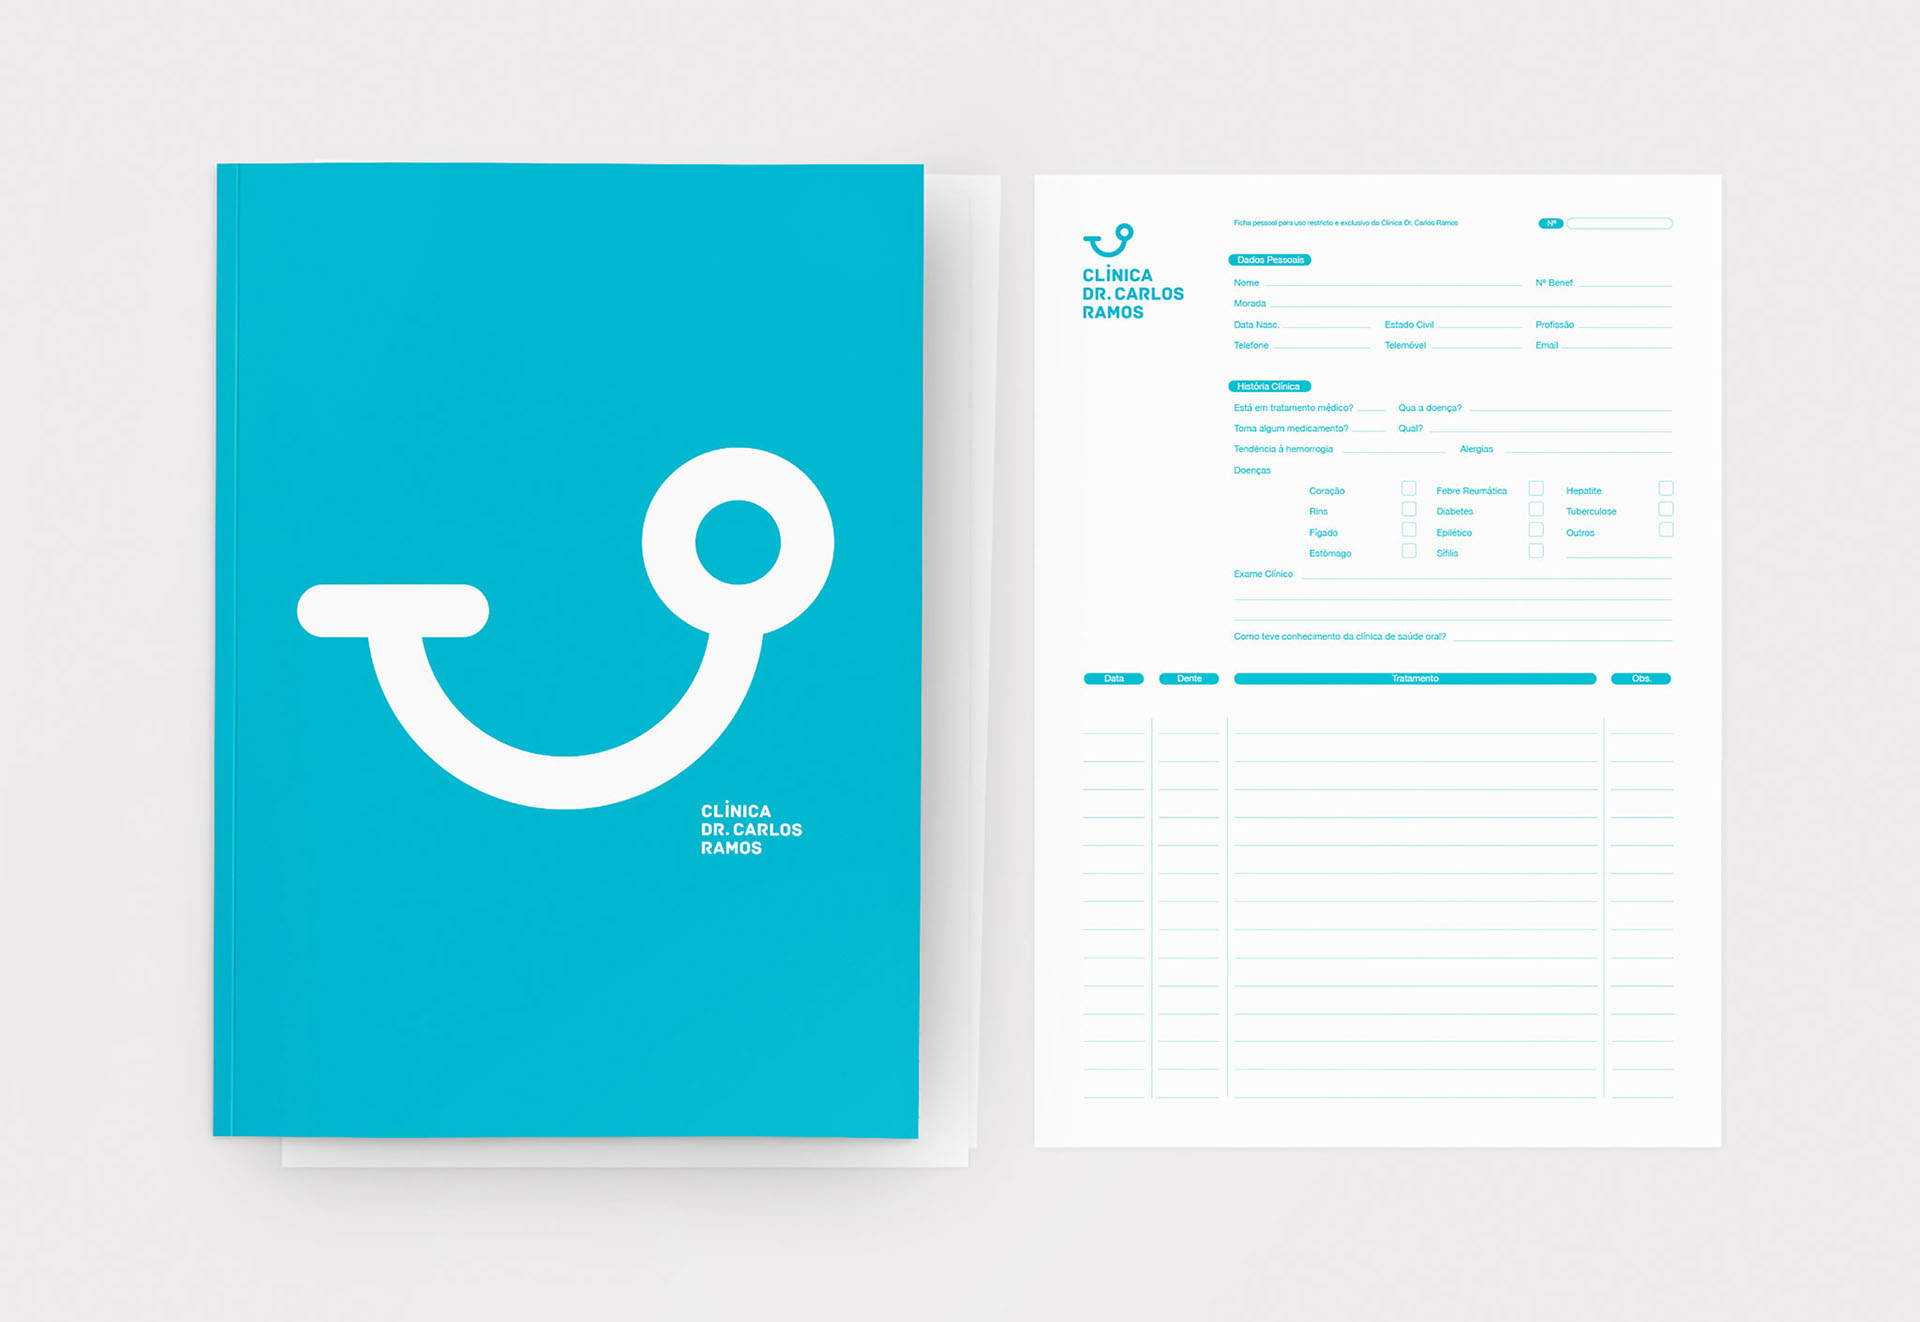 CLÍNICA
DR. CARLOS
RAMOS
CLÍNICA
DR. CARLOS
RAMOS
Ficha pessoal para uso restricto e exclusivo da Clínica Dr. Carlos Ramos
Nº
Dados Pessoais
Nome Nº Benef.
Morada
Data Nasc. Estado Civil Profissão
Telefone Telemóvel Email
História Clínica
Está em tratamento médico? Qua a doença?
Toma algum medicamento? Qual?
Tendência à hemorrogia Alergias
Doenças
Coração Febre Reumática Hepatite
Rins Diabetes Tuberculose
Fígado Epilético Outros
Estômago Sífilis
Exame Clínico
Como teve conhecimento da clínica de saúde oral?
Data Dente Tratamento Obs.